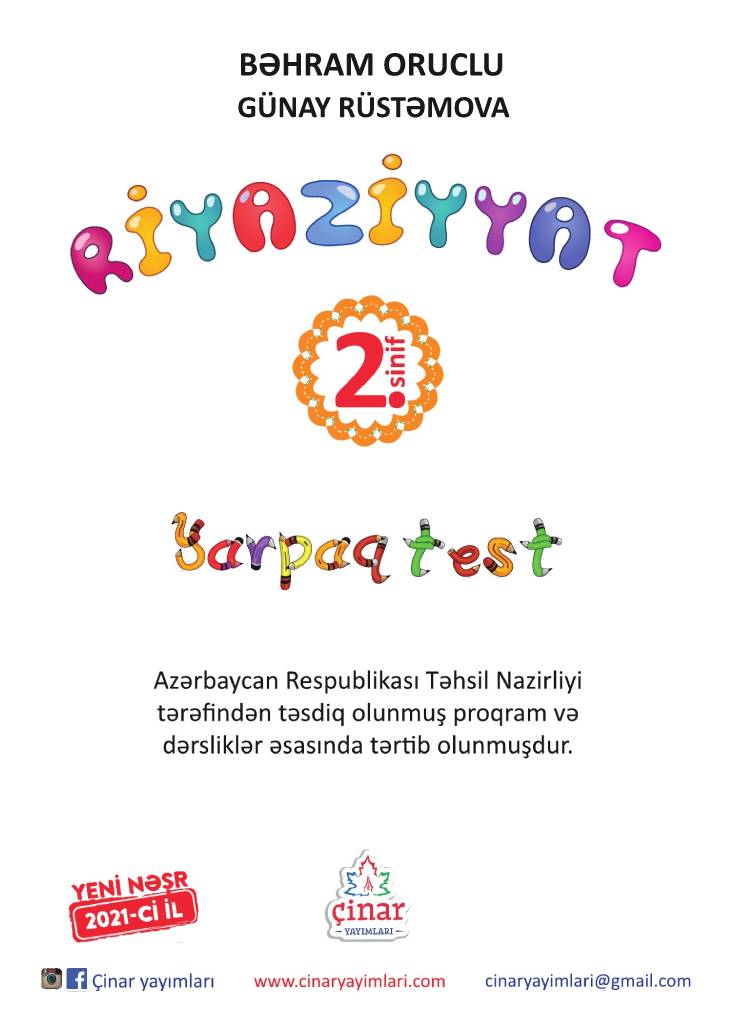 BƏHRAM ORUCLU
GÜNAY RÜSTƏMOVA
RİYAZİYYAT
2.sinif
Yarpaq test
Azərbaycan Respublikası Təhsil Nazirliyi
tərəfindən təsdiq olunmuş proqram və
dərsliklər əsasında tərtib olunmuşdur.
YENİ NƏŞR
2021-Cİ İL
çinar
YAYIMLARI
Çinar yayımları www.cinaryayimlari.com cinaryayimlari@gmail.com